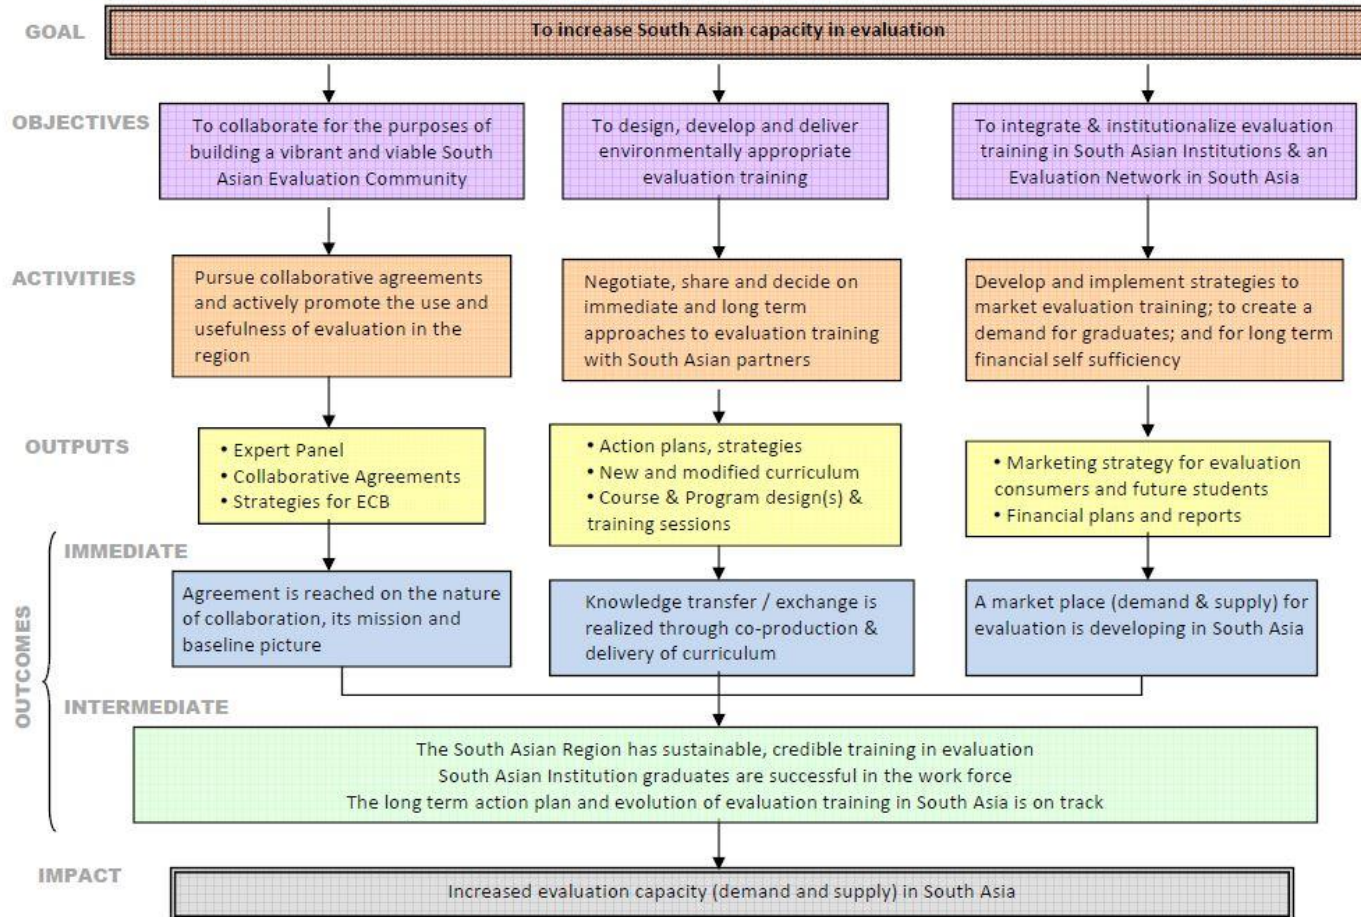 GOAL
To increase South Asian capacity in evaluation
OBJECTIVES
To collaborate for the purposes of
building a vibrant and viable South
Asian Evaluation Community
To design, develop and deliver
environmentally appropriate
evaluation training
To integrate & institutionalize evaluation
training in South Asian Institutions & an
Evaluation Network in South Asia
ACTIVITIES
Pursue collaborative agreements
and actively promote the use and
usefulness of evaluation in the
region
Negotiate, share and decide on
immediate and long term
approaches to evaluation training
with South Asian partners
Develop and implement strategies to
market evaluation training; to create a
demand for graduates; and for long term
financial self sufficiency
OUTPUTS
• Expert Panel
• Collaborative Agreements
• Strategies for ECB
• Action plans, strategies
• New and modified curriculum
• Course & Program design(s) &
training sessions
• Marketing strategy for evaluation
consumers and future students
• Financial plans and reports
OUTCOMES
IMMEDIATE
Agreement is reached on the nature
of collaboration, its mission and
baseline picture
Knowledge transfer / exchange is
realized through co-production &
delivery of curriculum
A market place (demand & supply) for
evaluation is developing in South Asia
INTERMEDIATE
The South Asian Region has sustainable, credible training in evaluation
South Asian Institution graduates are successful in the work force
The long term action plan and evolution of evaluation training in South Asia is on track
IMPACT
Increased evaluation capacity (demand and supply) in South Asia